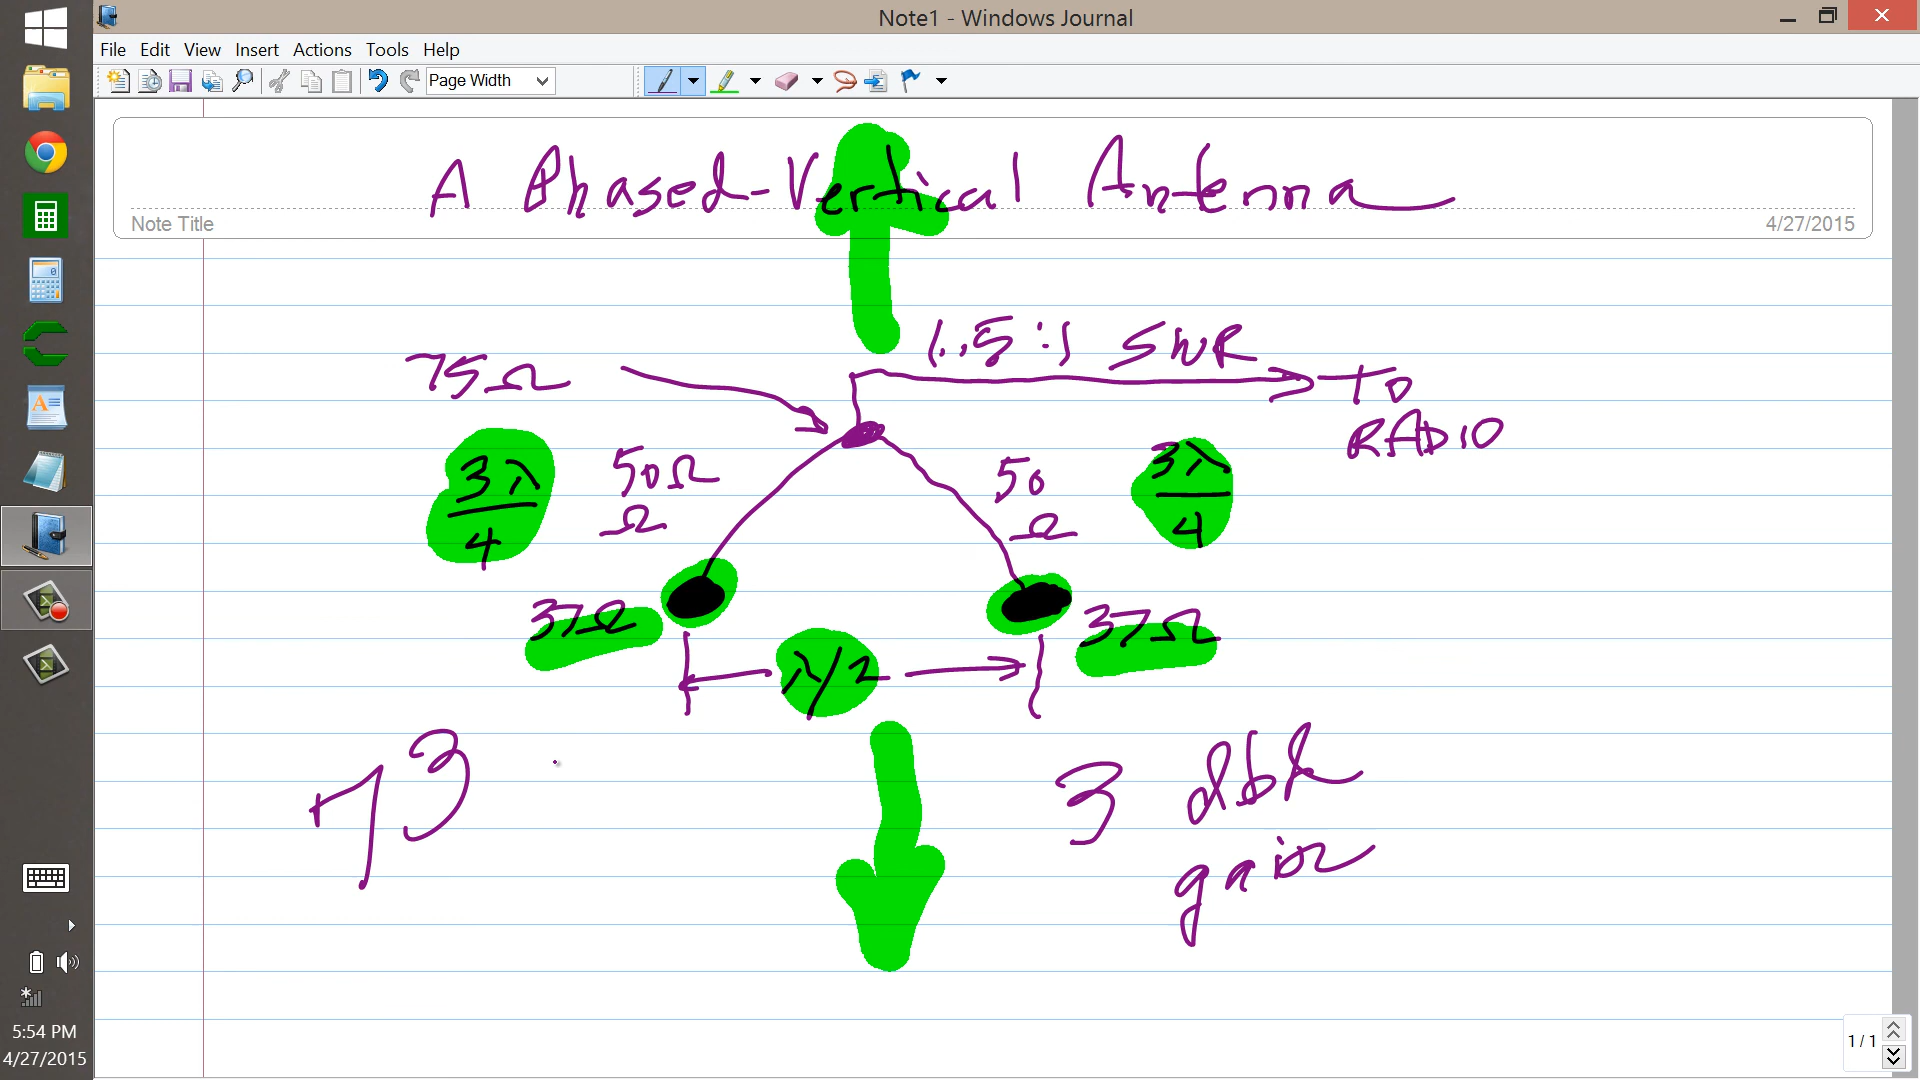 Note1 - Windows Journal
File Edit View Insert Actions Tools Help
Page Width
A Phased-Vertical Antenna
Note Title
4/27/2015
1.5:1 SWR
75Ω
TO
RADIO
3λ
4
50Ω
Ω
50
Ω
3λ
4
37Ω
37Ω
λ/2
73
3 dbd
gain
5:54 PM
4/27/2015
1 / 1